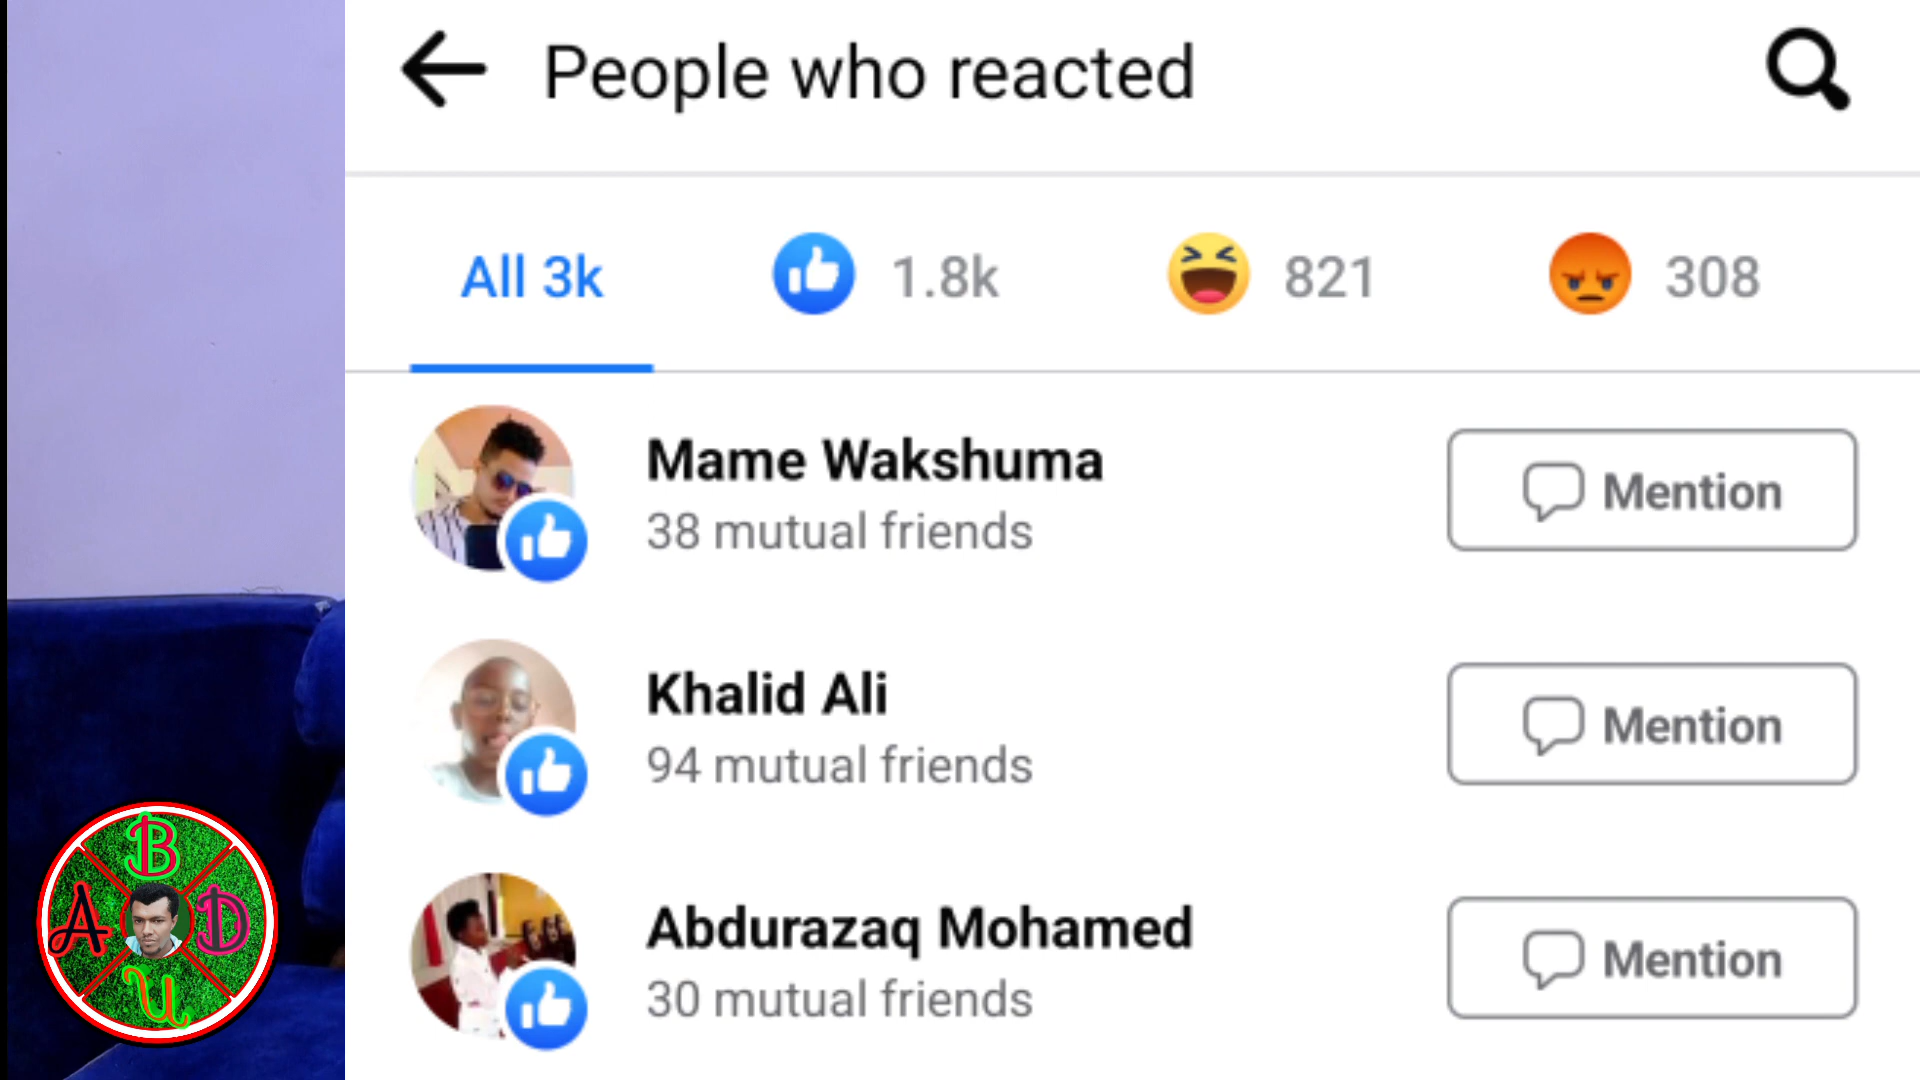 People who reacted
All 3k 1.8k 821 308
Mame Wakshuma
38 mutual friends
Mention
Khalid Ali
94 mutual friends
Mention
Abdurazaq Mohamed
30 mutual friends
Mention
A B D U